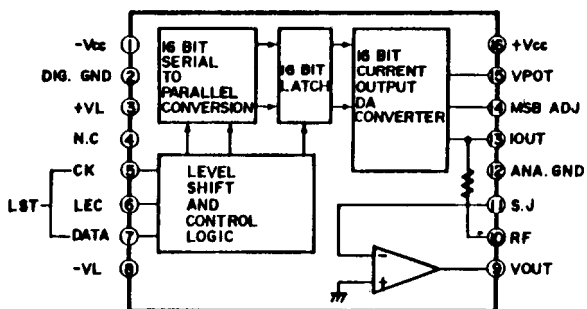 -Vcc 1
DIG. GND 2
+VL 3
N.C 4
CK 5
LST
LEC 6
DATA 7
-VL 8
16 BIT
SERIAL
TO
PARALLEL
CONVERSION
16 BIT
LATCH
16 BIT
CURRENT
OUTPUT
DA
CONVERTER
LEVEL
SHIFT
AND
CONTROL
LOGIC
-
+
16 +Vcc
15 VPOT
14 MSB ADJ
13 IOUT
12 ANA. GND
11 S.J
10 RF
9 VOUT